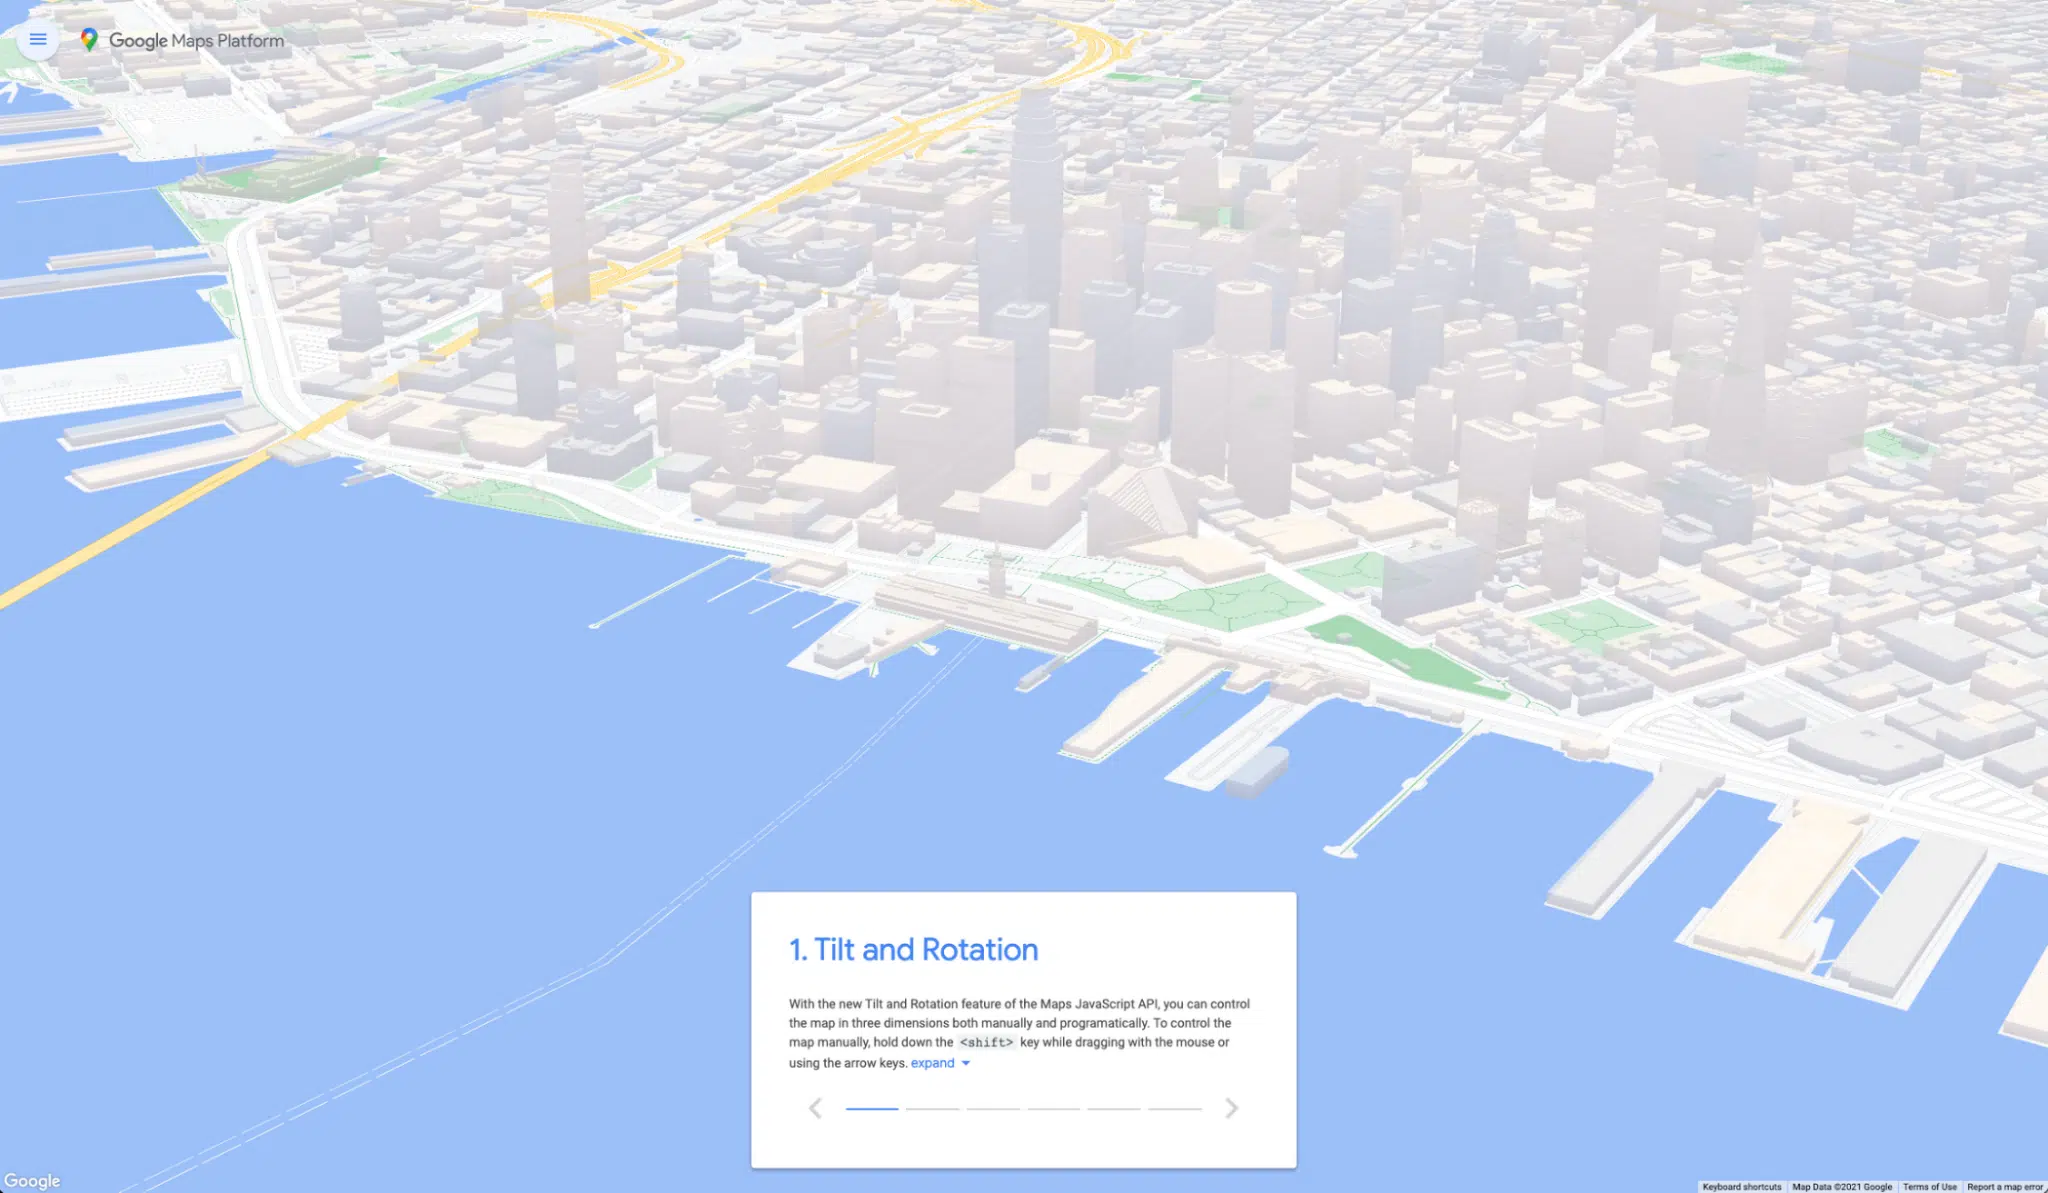 Google Maps Platform
1. Tilt and Rotation
With the new Tilt and Rotation feature of the Maps JavaScript API, you can control
the map in three dimensions both manually and programatically. To control the
map manually, hold down the <shift> key while dragging with the mouse or
using the arrow keys. expand
Google
Keyboard shortcuts Map Data ©2021 Google Terms of Use Report a map error